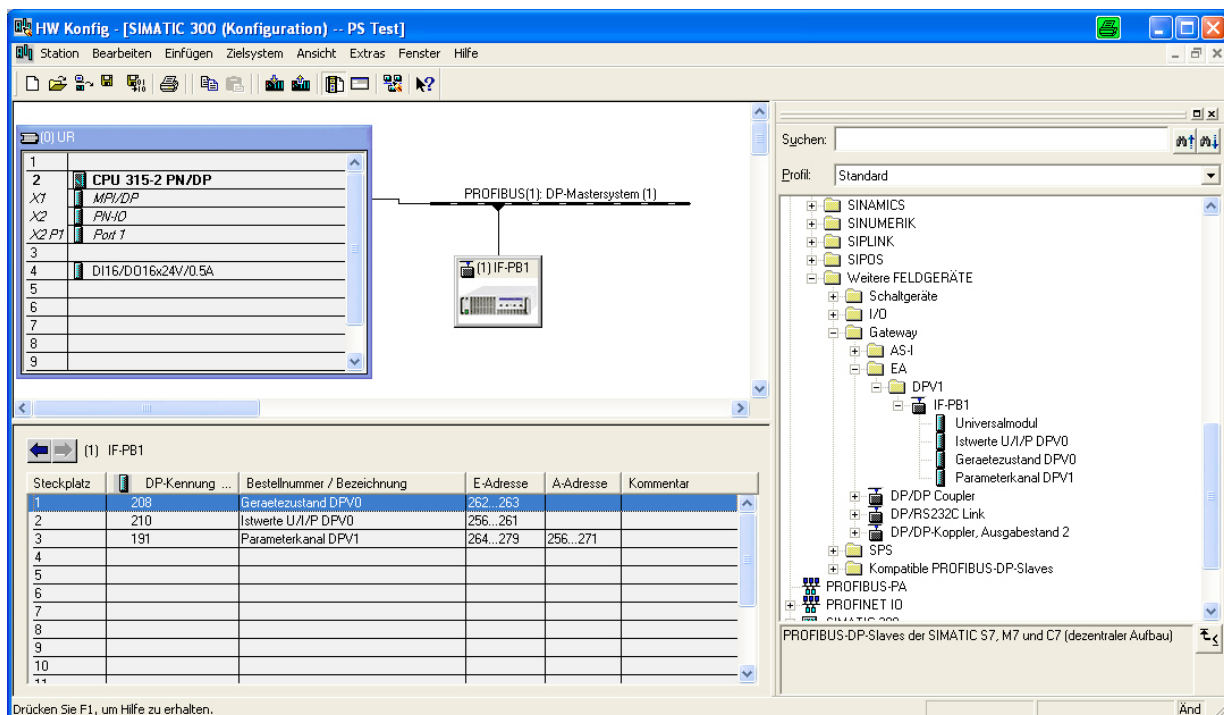 HW Konfig - [SIMATIC 300 (Konfiguration) -- PS Test]
Station Bearbeiten Einfügen Zielsystem Ansicht Extras Fenster Hilfe
(0) UR
1
2 CPU 315-2 PN/DP
X1 MPI/DP
X2 PN-IO
X2 P1 Port 1
3
4 DI16/DO16x24V/0.5A
5
6
7
8
9
PROFIBUS(1): DP-Mastersystem (1)
(1) IF-PB1
(1) IF-PB1
Steckplatz DP-Kennung ... Bestellnummer / Bezeichnung E-Adresse A-Adresse Kommentar
1 208 Geraetezustand DPV0 262...263
2 210 Istwerte U/I/P DPV0 256...261
3 191 Parameterkanal DPV1 264...279 256...271
4
5
6
7
8
9
10
11
Suchen:
Profil: Standard
SINAMICS
SINUMERIK
SIPLINK
SIPOS
Weitere FELDGERÄTE
Schaltgeräte
I/O
Gateway
AS-I
EA
DPV1
IF-PB1
Universalmodul
Istwerte U/I/P DPV0
Geraetezustand DPV0
Parameterkanal DPV1
DP/DP Coupler
DP/RS232C Link
DP/DP-Koppler, Ausgabestand 2
SPS
Kompatible PROFIBUS-DP-Slaves
PROFIBUS-PA
PROFINET IO
SIMATIC 300
PROFIBUS-DP-Slaves der SIMATIC S7, M7 und C7 (dezentraler Aufbau)
Drücken Sie F1, um Hilfe zu erhalten.
Änd